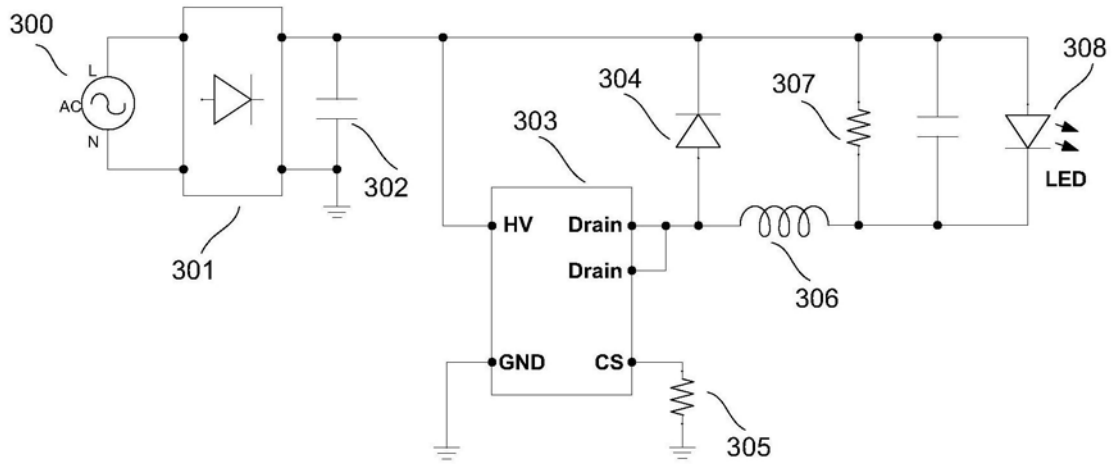 300
L
AC
N
301
302
303
HV
Drain
Drain
GND
CS
304
305
306
307
308
LED